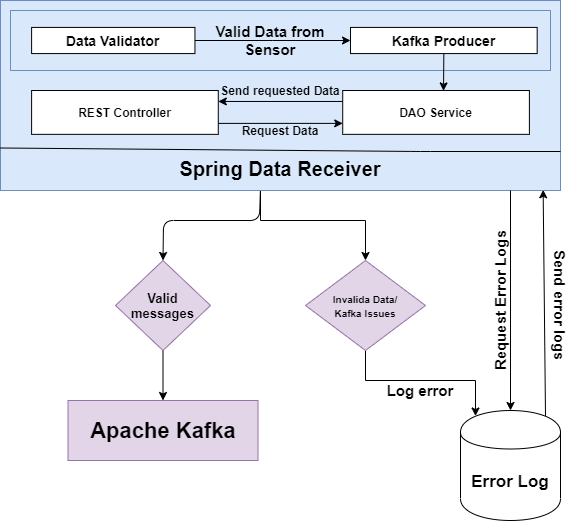 Data Validator
Valid Data from
Sensor
Kafka Producer
Send requested Data
REST Controller
DAO Service
Request Data
Spring Data Receiver
Valid
messages
Invalida Data/
Kafka Issues
Request Error Logs
Send error logs
Log error
Apache Kafka
Error Log